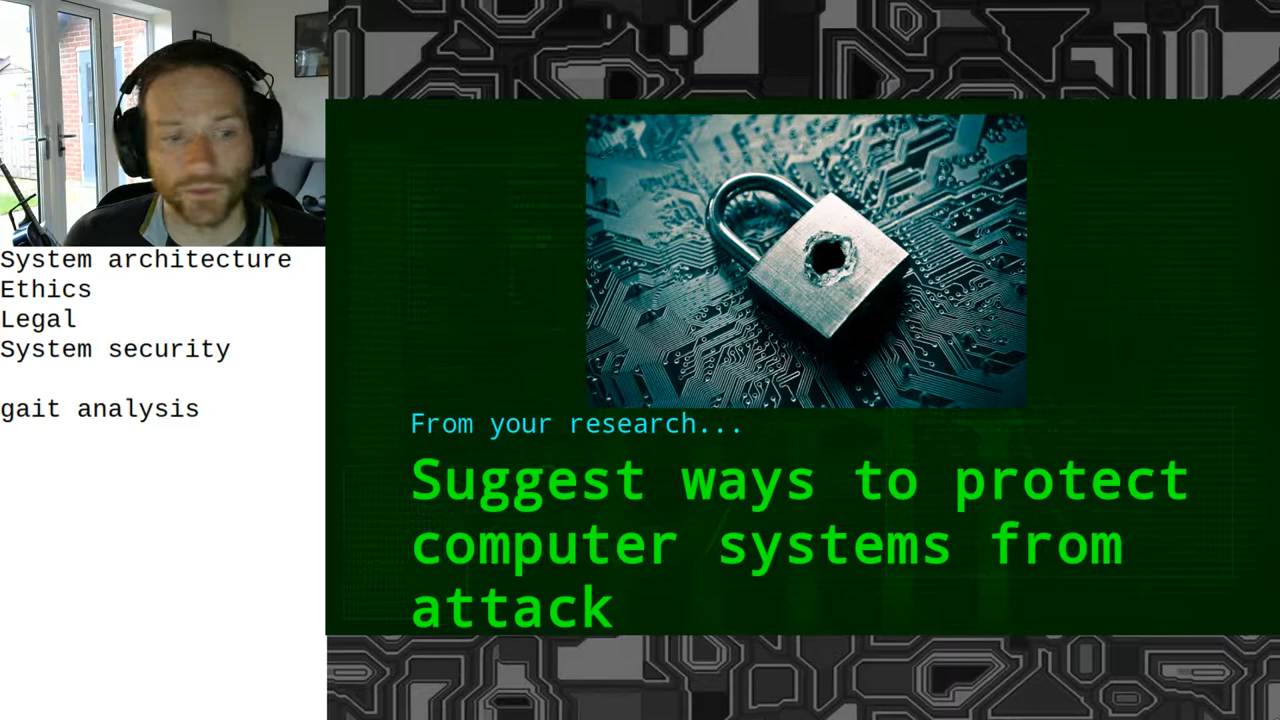 System architecture
Ethics
Legal
System security
gait analysis
From your research...
Suggest ways to protect
computer systems from
attack